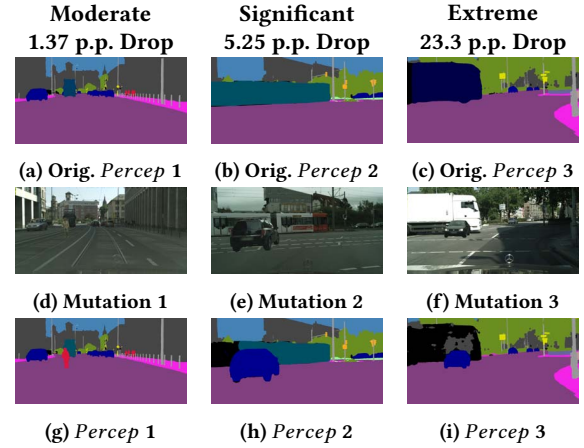 Moderate Significant Extreme
1.37 p.p. Drop 5.25 p.p. Drop 23.3 p.p. Drop
(a) Orig. Percep 1 (b) Orig. Percep 2 (c) Orig. Percep 3
(d) Mutation 1 (e) Mutation 2 (f) Mutation 3
(g) Percep 1 (h) Percep 2 (i) Percep 3